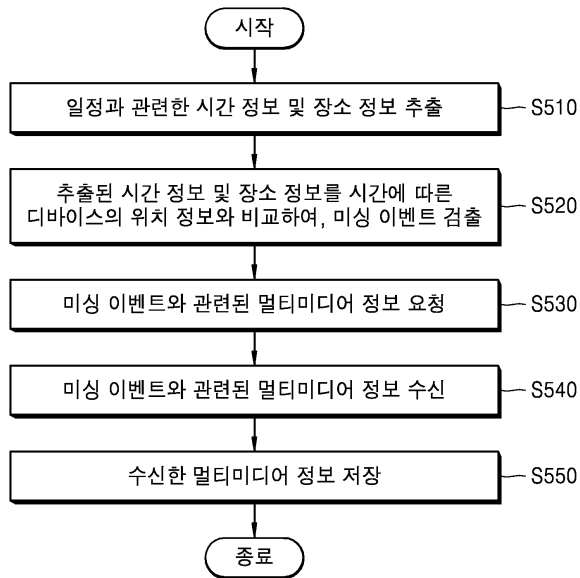 시작
일정과 관련한 시간 정보 및 장소 정보 추출
S510
추출된 시간 정보 및 장소 정보를 시간에 따른
디바이스의 위치 정보와 비교하여, 미싱 이벤트 검출
S520
미싱 이벤트와 관련된 멀티미디어 정보 요청
S530
미싱 이벤트와 관련된 멀티미디어 정보 수신
S540
수신한 멀티미디어 정보 저장
S550
종료